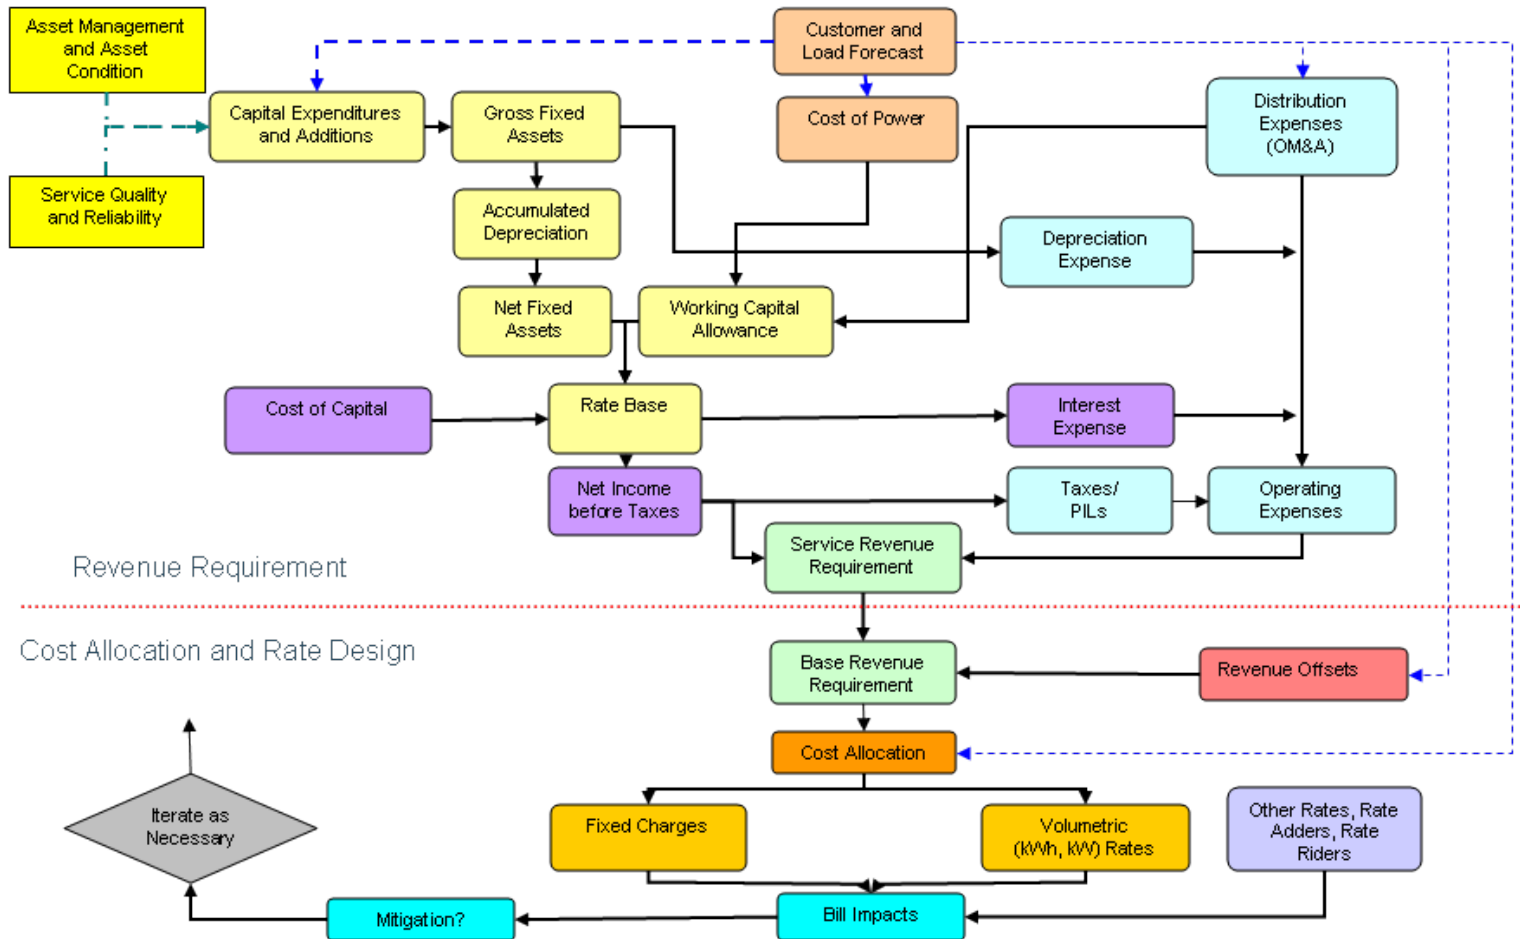 Asset Management
and Asset
Condition
Customer and
Load Forecast
Capital Expenditures
and Additions
Gross Fixed
Assets
Cost of Power
Distribution
Expenses
(OM&A)
Service Quality
and Reliability
Accumulated
Depreciation
Depreciation
Expense
Net Fixed
Assets
Working Capital
Allowance
Cost of Capital
Rate Base
Interest
Expense
Net Income
before Taxes
Taxes/
PILs
Operating
Expenses
Service Revenue
Requirement
Revenue Requirement
Cost Allocation and Rate Design
Base Revenue
Requirement
Revenue Offsets
Cost Allocation
Iterate as
Necessary
Fixed Charges
Volumetric
(kWh, kW) Rates
Other Rates, Rate
Adders, Rate
Riders
Mitigation?
Bill Impacts